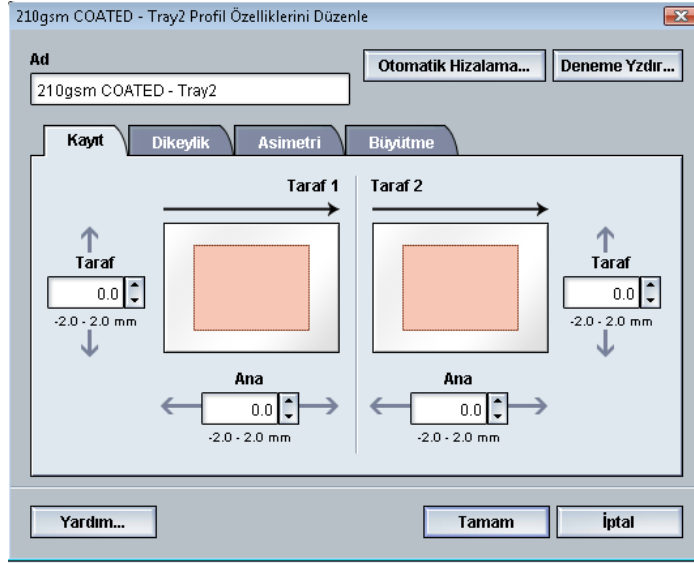 210gsm COATED - Tray2 Profil Özelliklerini Düzenle
Ad
Otomatik Hizalama...
Deneme Yzdır...
210gsm COATED - Tray2
Kayıt
Dikeylik
Asimetri
Büyütme
Taraf 1
Taraf 2
Taraf
0.0
-2.0 - 2.0 mm
Ana
0.0
-2.0 - 2.0 mm
Ana
0.0
-2.0 - 2.0 mm
Taraf
0.0
-2.0 - 2.0 mm
Yardım...
Tamam
İptal